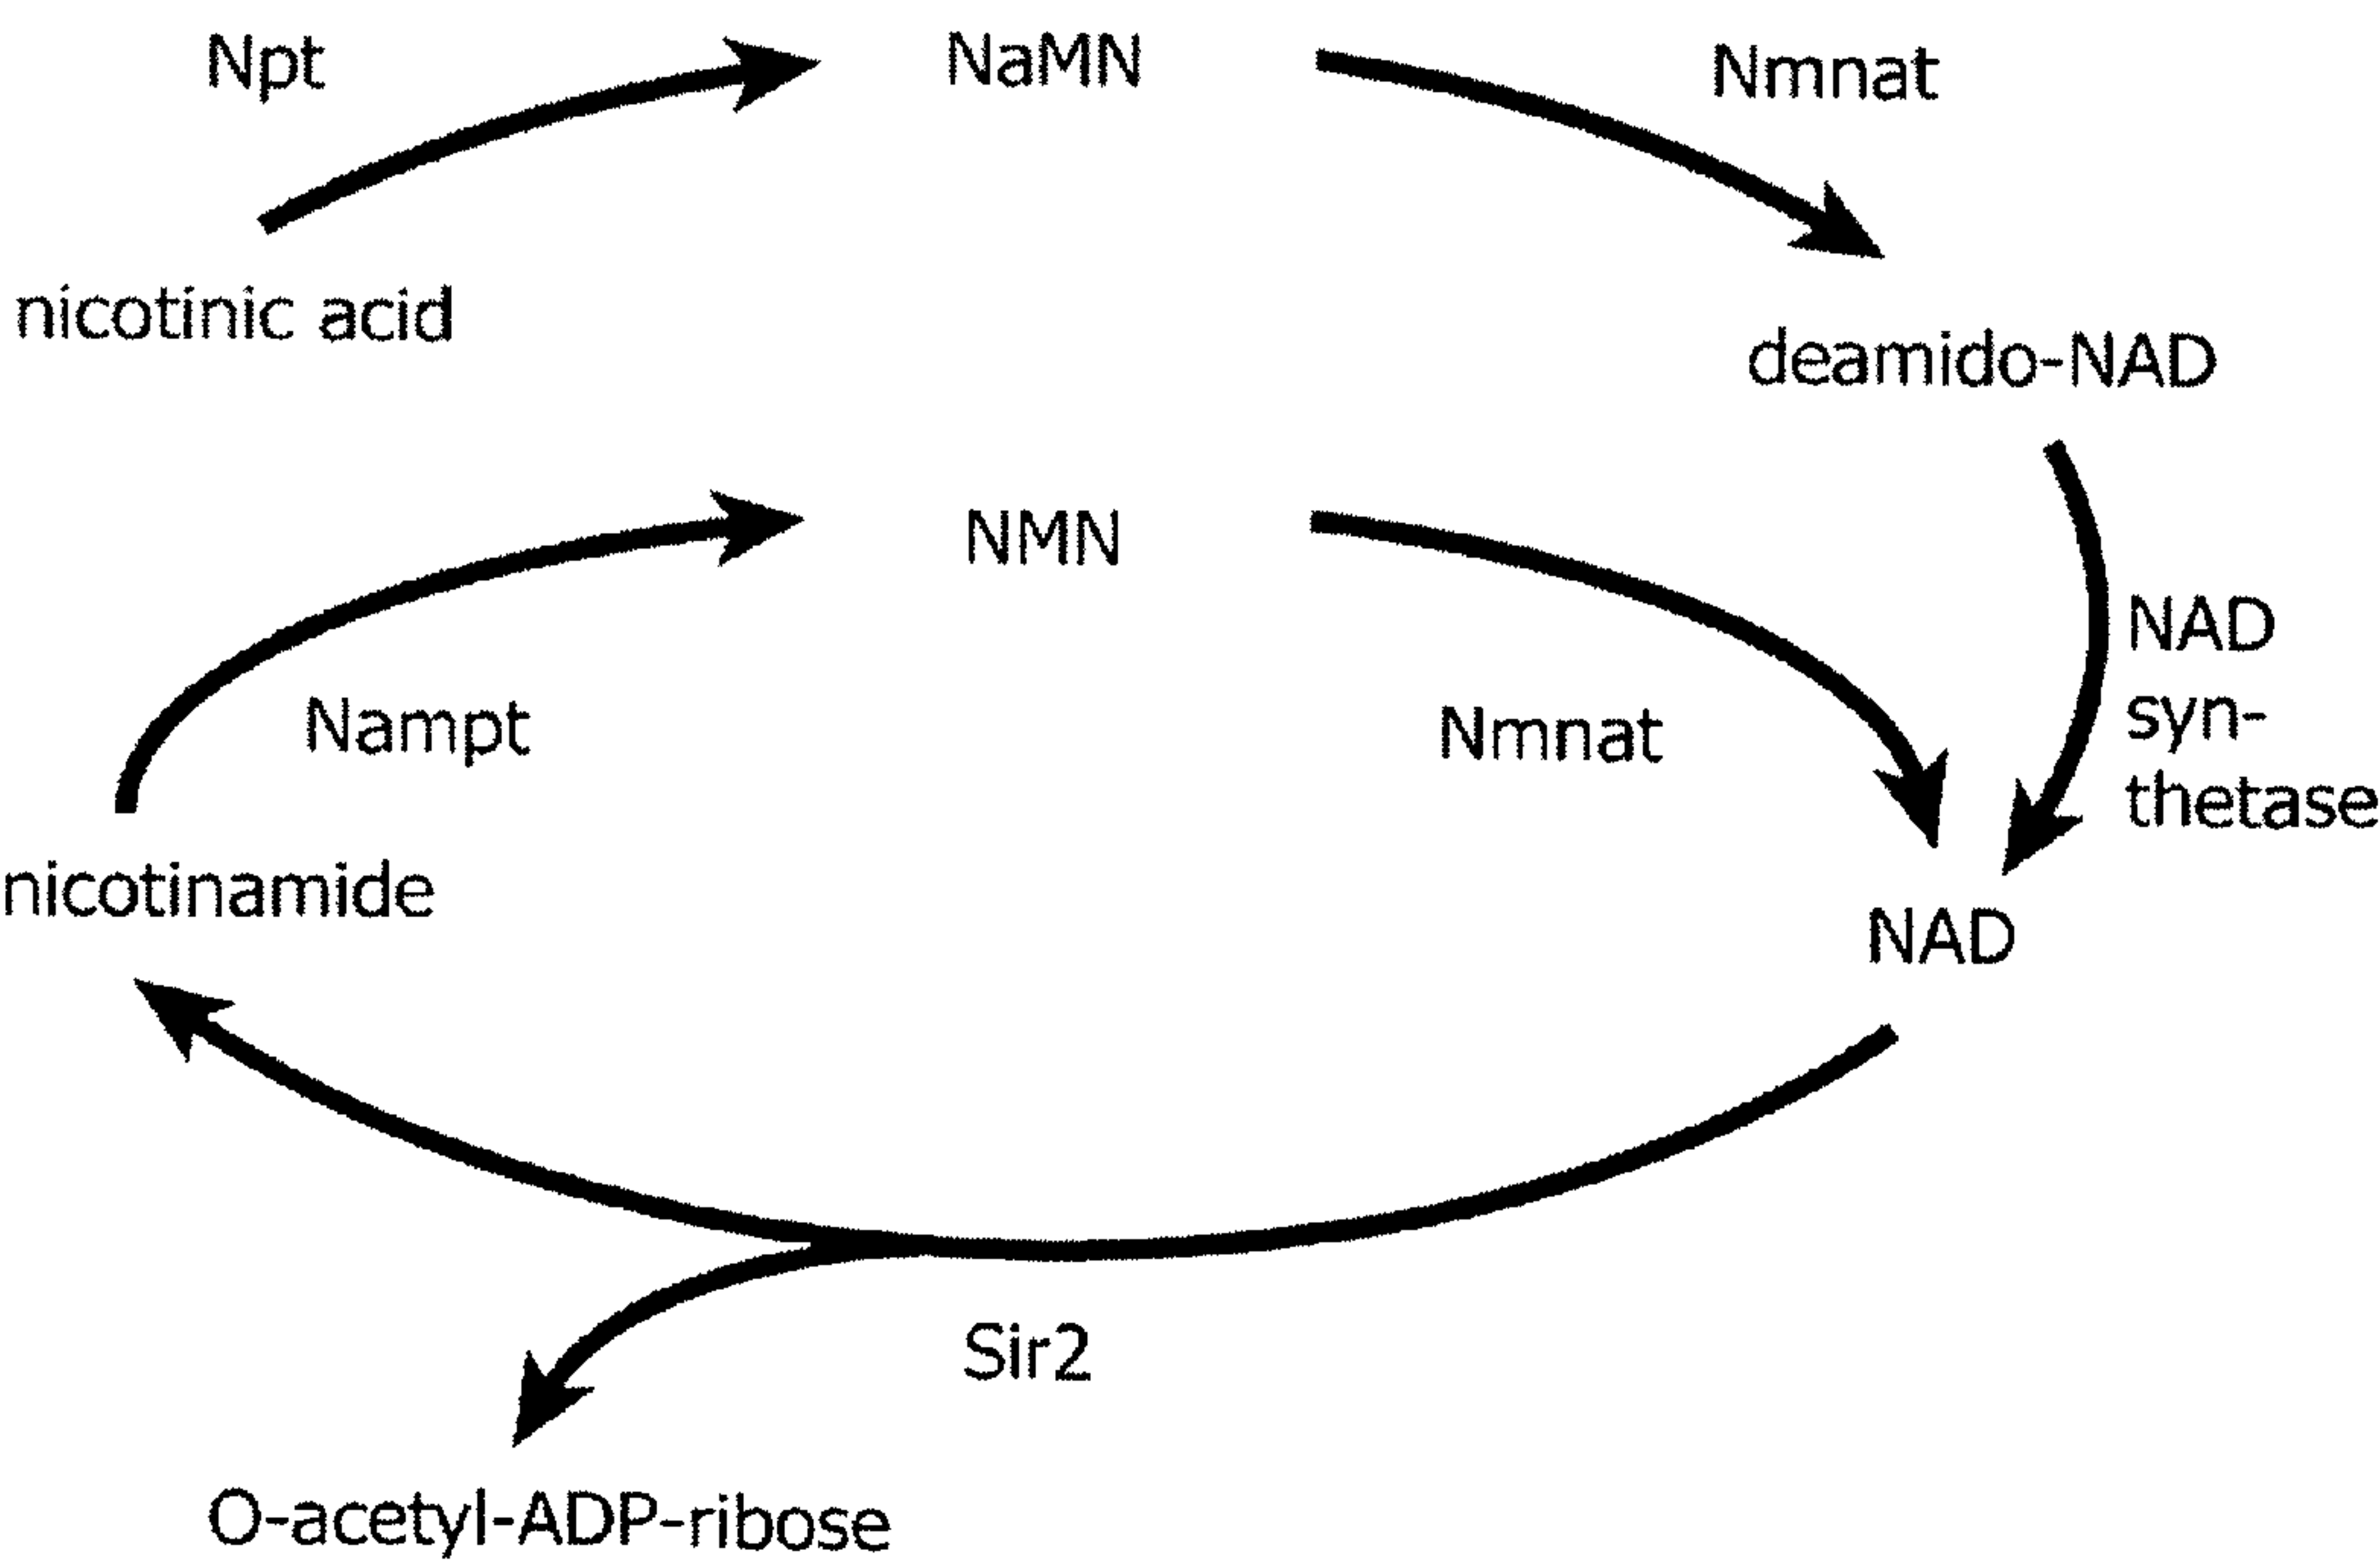 Npt
NaMN
Nmnat
nicotinic acid
deamido-NAD
NMN
NAD
syn-
thetase
Nampt
Nmnat
nicotinamide
NAD
Sir2
O-acetyl-ADP-ribose